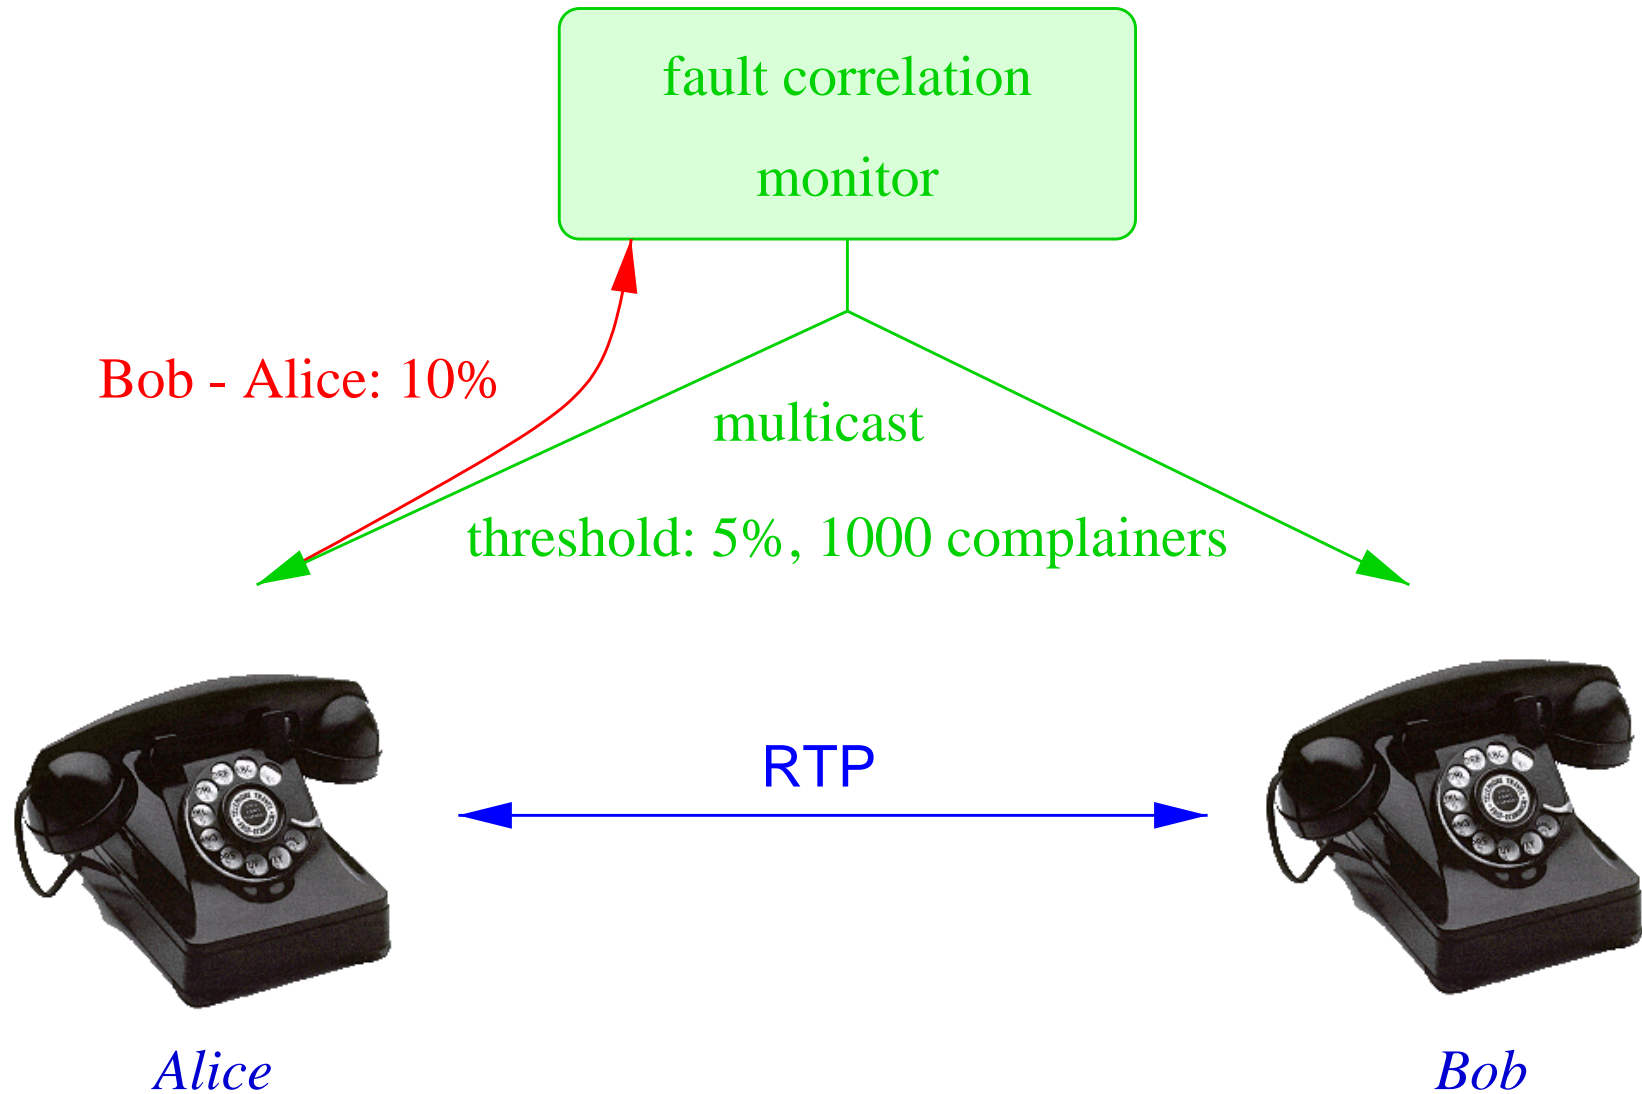 fault correlation
monitor
Bob - Alice: 10%
multicast
threshold: 5%, 1000 complainers
RTP
Alice
Bob